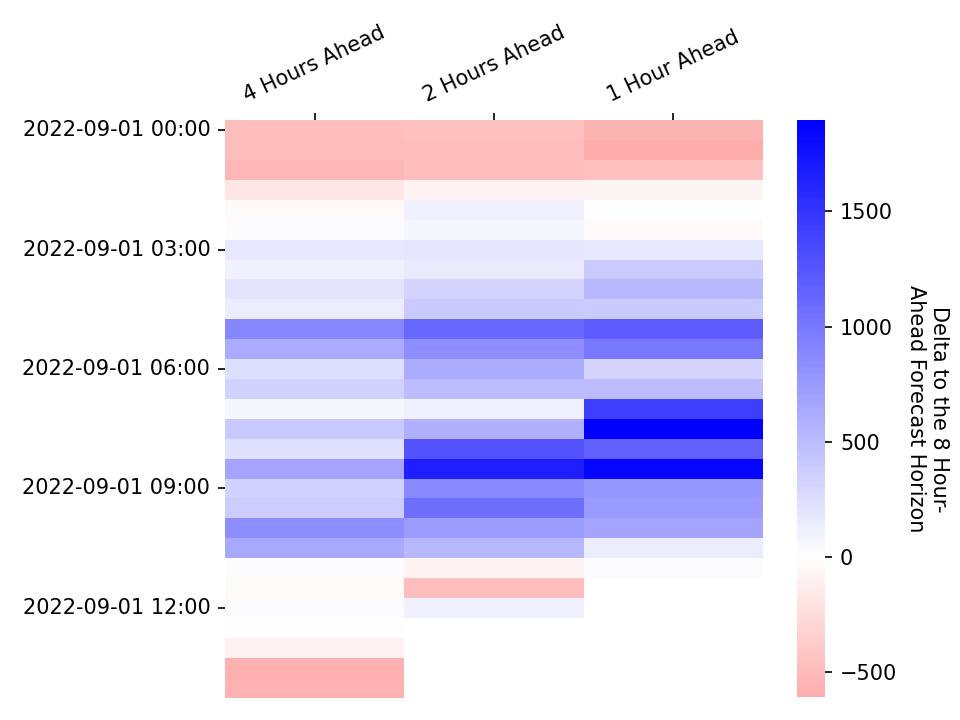 4 Hours Ahead
2 Hours Ahead
1 Hour Ahead
2022-09-01 00:00
2022-09-01 03:00
2022-09-01 06:00
2022-09-01 09:00
2022-09-01 12:00
1500
1000
500
0
−500
Delta to the 8 Hour-
Ahead Forecast Horizon